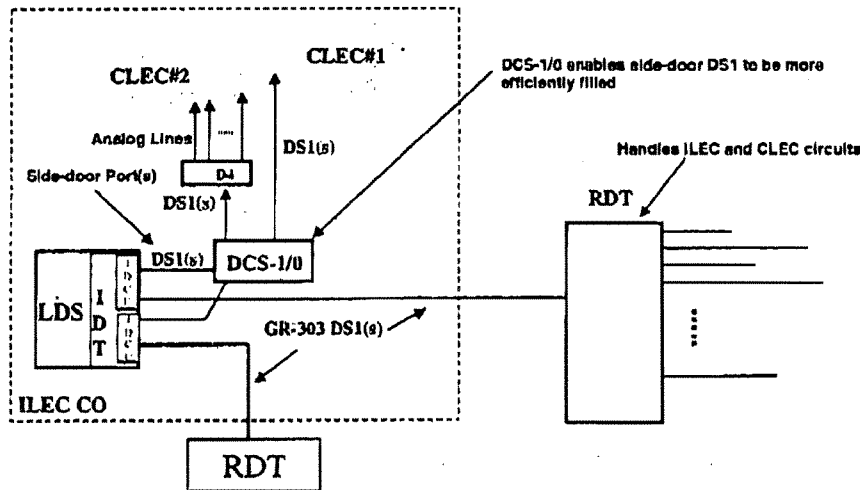 CLEC#1
CLEC#2
DCS-1/0 enables side-door DS1 to be more
efficiently filled
Analog Lines
DS1(s)
Handles ILEC and CLEC circuits
D4
Side-door Port(s)
DS1(s)
RDT
DS1(s)
DCS-1/0
LDS
IDT
GR-303 DS1(s)
ILEC CO
RDT